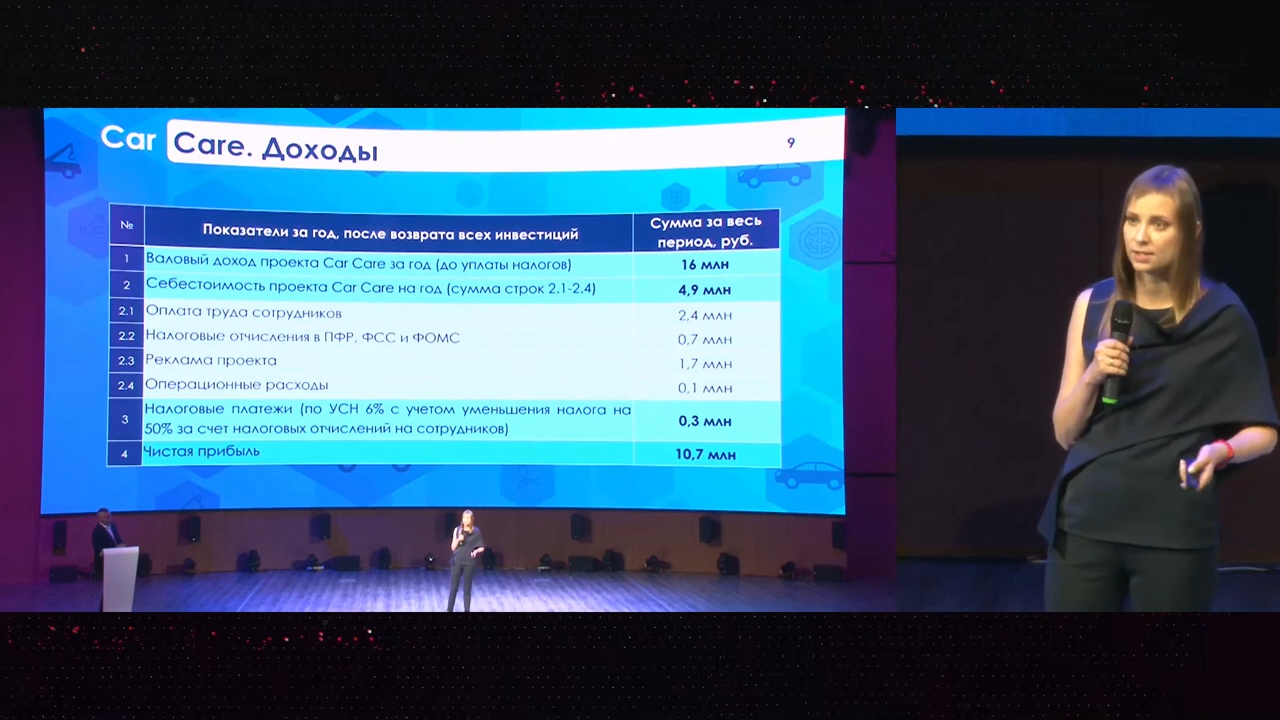 Car Care. Доходы
9
№ Показатели за год, после возврата всех инвестиций Сумма за весь
период, руб.
1 Валовый доход проекта Car Care за год (до уплаты налогов) 16 млн
2 Себестоимость проекта Car Care на год (сумма строк 2.1-2.4) 4,9 млн
2.1 Оплата труда сотрудников 2,4 млн
2.2 Налоговые отчисления в ПФР, ФСС и ФОМС 0,7 млн
2.3 Реклама проекта 1,7 млн
2.4 Операционные расходы 0,1 млн
3 Налоговые платежи (по УСН 6% с учетом уменьшения налога на
50% за счет налоговых отчислений на сотрудников) 0,3 млн
4 Чистая прибыль 10,7 млн